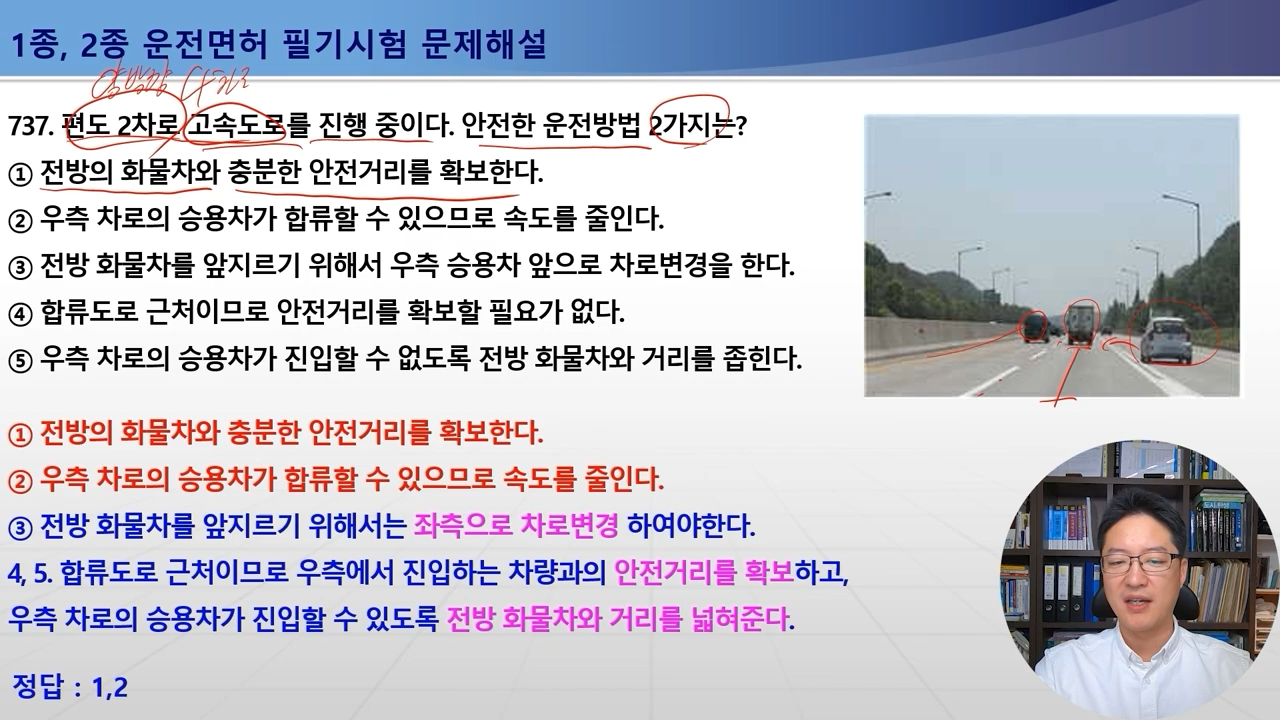 1종, 2종 운전면허 필기시험 문제해설
양방향 4차로
737. 편도 2차로 고속도로를 진행 중이다. 안전한 운전방법 2가지는?
① 전방의 화물차와 충분한 안전거리를 확보한다.
② 우측 차로의 승용차가 합류할 수 있으므로 속도를 줄인다.
③ 전방 화물차를 앞지르기 위해서 우측 승용차 앞으로 차로변경을 한다.
④ 합류도로 근처이므로 안전거리를 확보할 필요가 없다.
⑤ 우측 차로의 승용차가 진입할 수 없도록 전방 화물차와 거리를 좁힌다.
① 전방의 화물차와 충분한 안전거리를 확보한다.
② 우측 차로의 승용차가 합류할 수 있으므로 속도를 줄인다.
③ 전방 화물차를 앞지르기 위해서는 좌측으로 차로변경 하여야한다.
4, 5. 합류도로 근처이므로 우측에서 진입하는 차량과의 안전거리를 확보하고,
우측 차로의 승용차가 진입할 수 있도록 전방 화물차와 거리를 넓혀준다.
정답 : 1,2